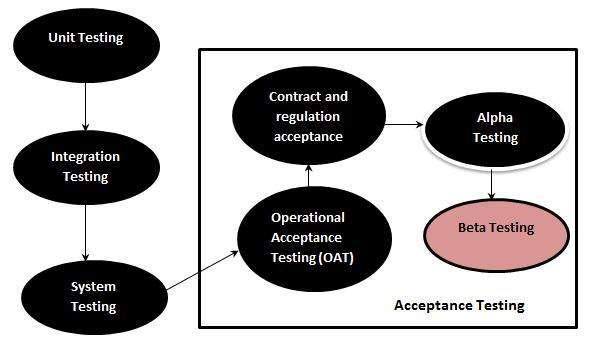 Unit Testing
Integration
Testing
System
Testing
Operational
Acceptance
Testing (OAT)
Contract and
regulation
acceptance
Alpha
Testing
Beta Testing
Acceptance Testing